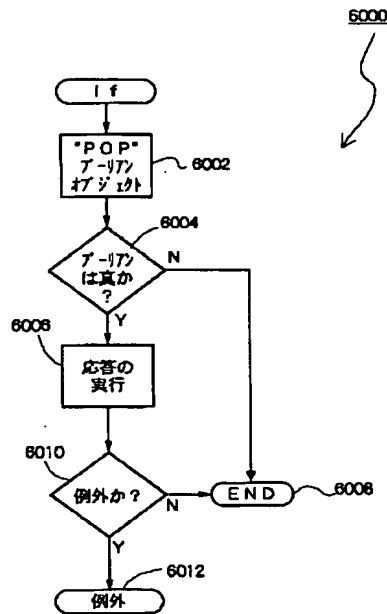 6000
if
"POP"
ブーリアン
オブジェクト
6002
6004
ブーリアン
は真か
?
N
Y
6006
応答の
実行
6010
例外か?
N
END
6008
Y
6012
例外